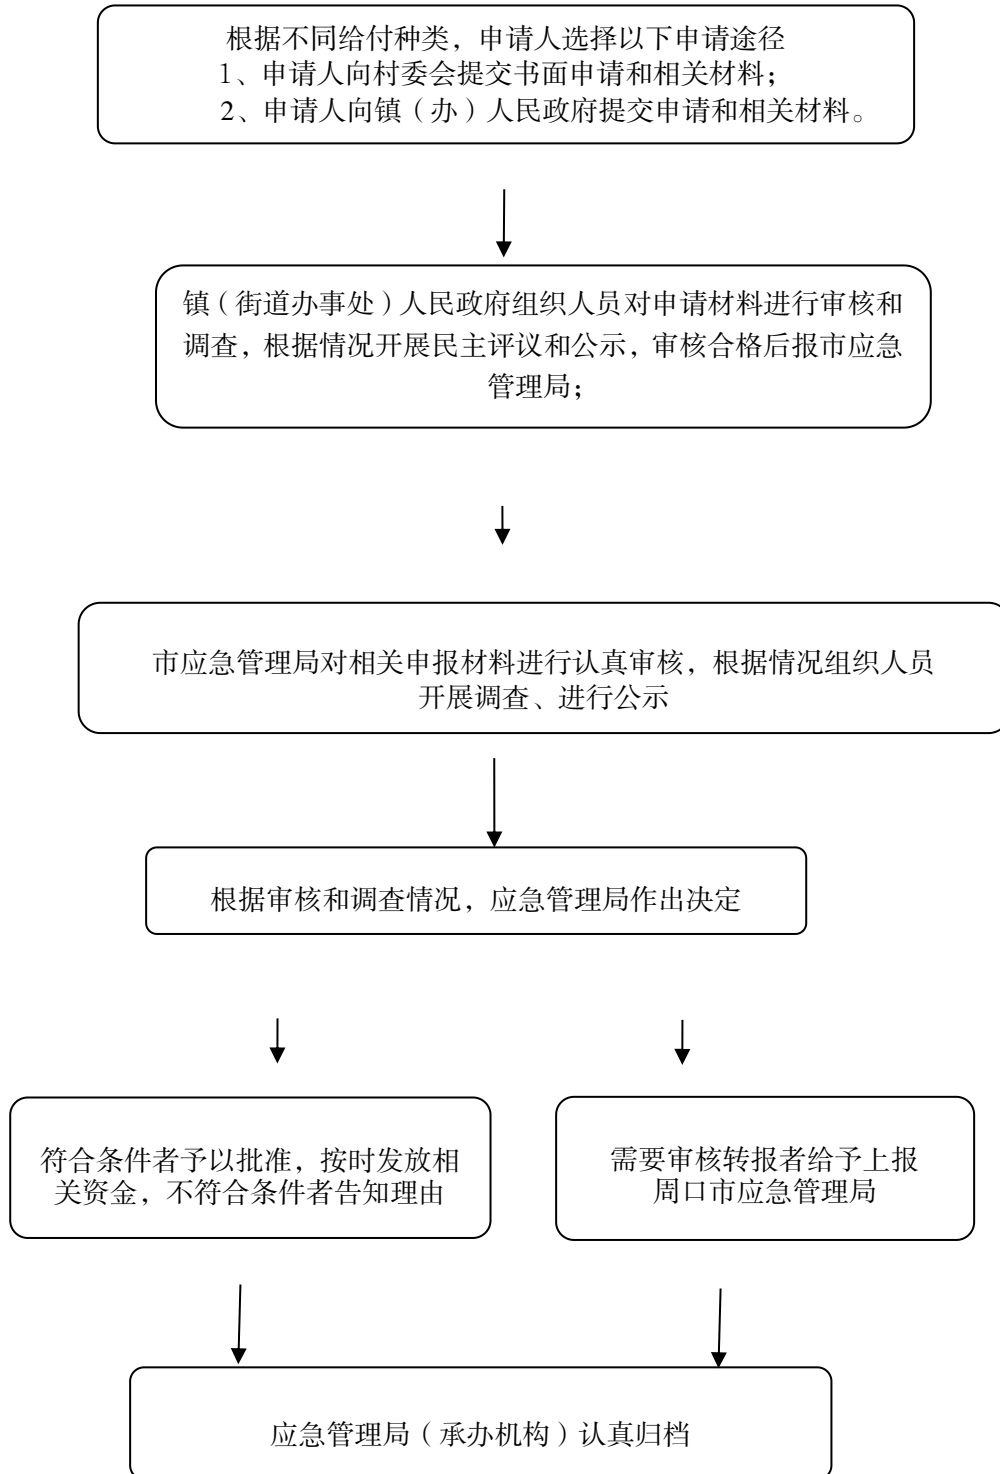 根据不同给付种类，申请人选择以下申请途径
1、申请人向村委会提交书面申请和相关材料；
2、申请人向镇（办）人民政府提交申请和相关材料。
镇（街道办事处）人民政府组织人员对申请材料进行审核和
调查，根据情况开展民主评议和公示，审核合格后报市应急
管理局；
市应急管理局对相关申报材料进行认真审核，根据情况组织人员
开展调查、进行公示
根据审核和调查情况，应急管理局作出决定
符合条件者予以批准，按时发放相
关资金，不符合条件者告知理由
需要审核转报者给予上报
周口市应急管理局
应急管理局（承办机构）认真归档